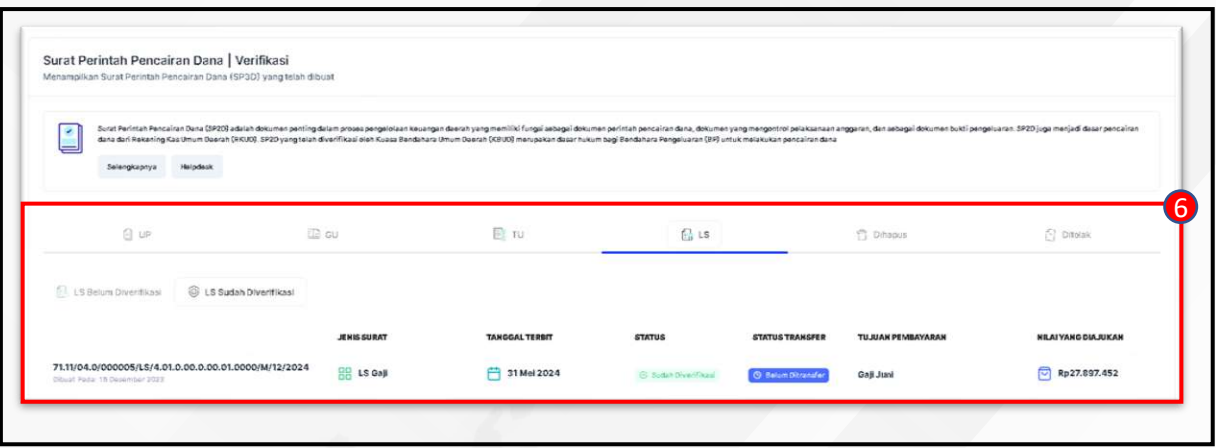 Surat Perintah Pencairan Dana | Verifikasi
Menampilkan Surat Perintah Pencairan Dana (SP3D) yang telah dibuat
Surat Perintah Pencairan Dana (SP2D) adalah dokumen penting dalam proses pengelolaan keuangan daerah yang memiliki fungsi sebagai dokumen perintah pencairan dana, dokumen yang mengontrol pelaksanaan anggaran, dan sebagai dokumen bukti pengeluaran. SP2D juga menjadi dasar pencairan
dana dari Rekening Kas Umum Daerah (RKUD). SP2D yang telah diverifikasi oleh Kuasa Bendahara Umum Daerah (KBUD) merupakan dasar hukum bagi Bendahara Pengeluaran (BP) untuk melakukan pencairan dana
Selengkapnya Helpdesk
6
UP GU TU LS Dihapus Ditolak
LS Belum Diverifikasi LS Sudah Diverifikasi
JENIS SURAT TANGGAL TERBIT STATUS STATUS TRANSFER TUJUAN PEMBAYARAN NILAI YANG DIAJUKAN
71.11/04.0/000005/LS/4.01.0.00.0.00.01.0000/M/12/2024 LS Gaji 31 Mei 2024 Sudah Diverifikasi Belum Ditransfer Gaji Juni Rp27.897.452
Dibuat Pada: 18 Desember 2023